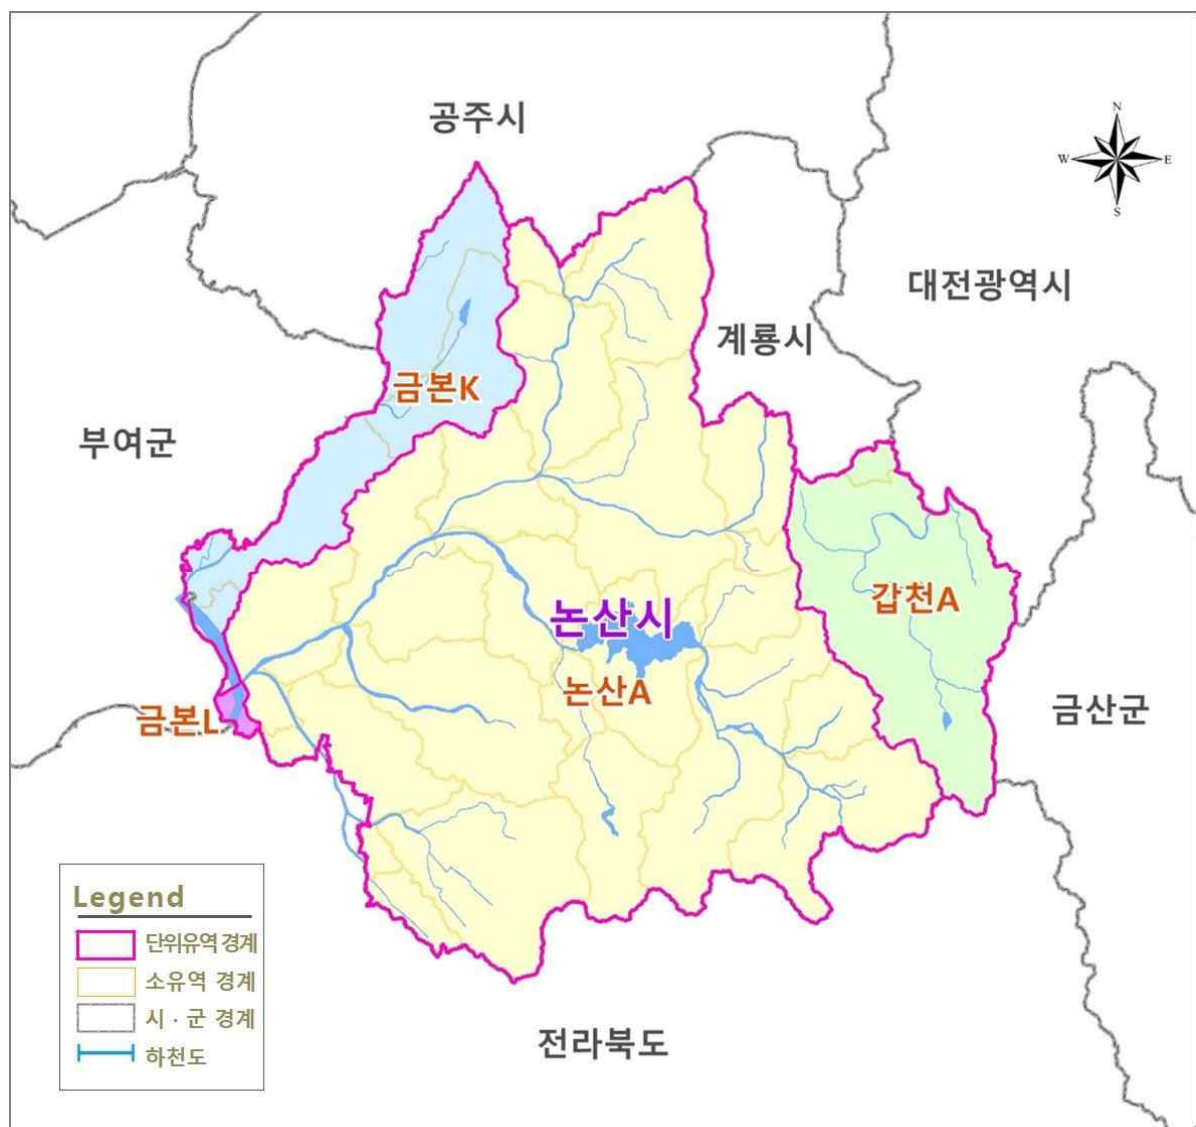 공주시
N
W E
S
대전광역시
계룡시
금본K
부여군
갑천A
논산시
논산A
금본L
금산군
Legend
단위유역 경계
소유역 경계
시 · 군 경계
하천도
전라북도